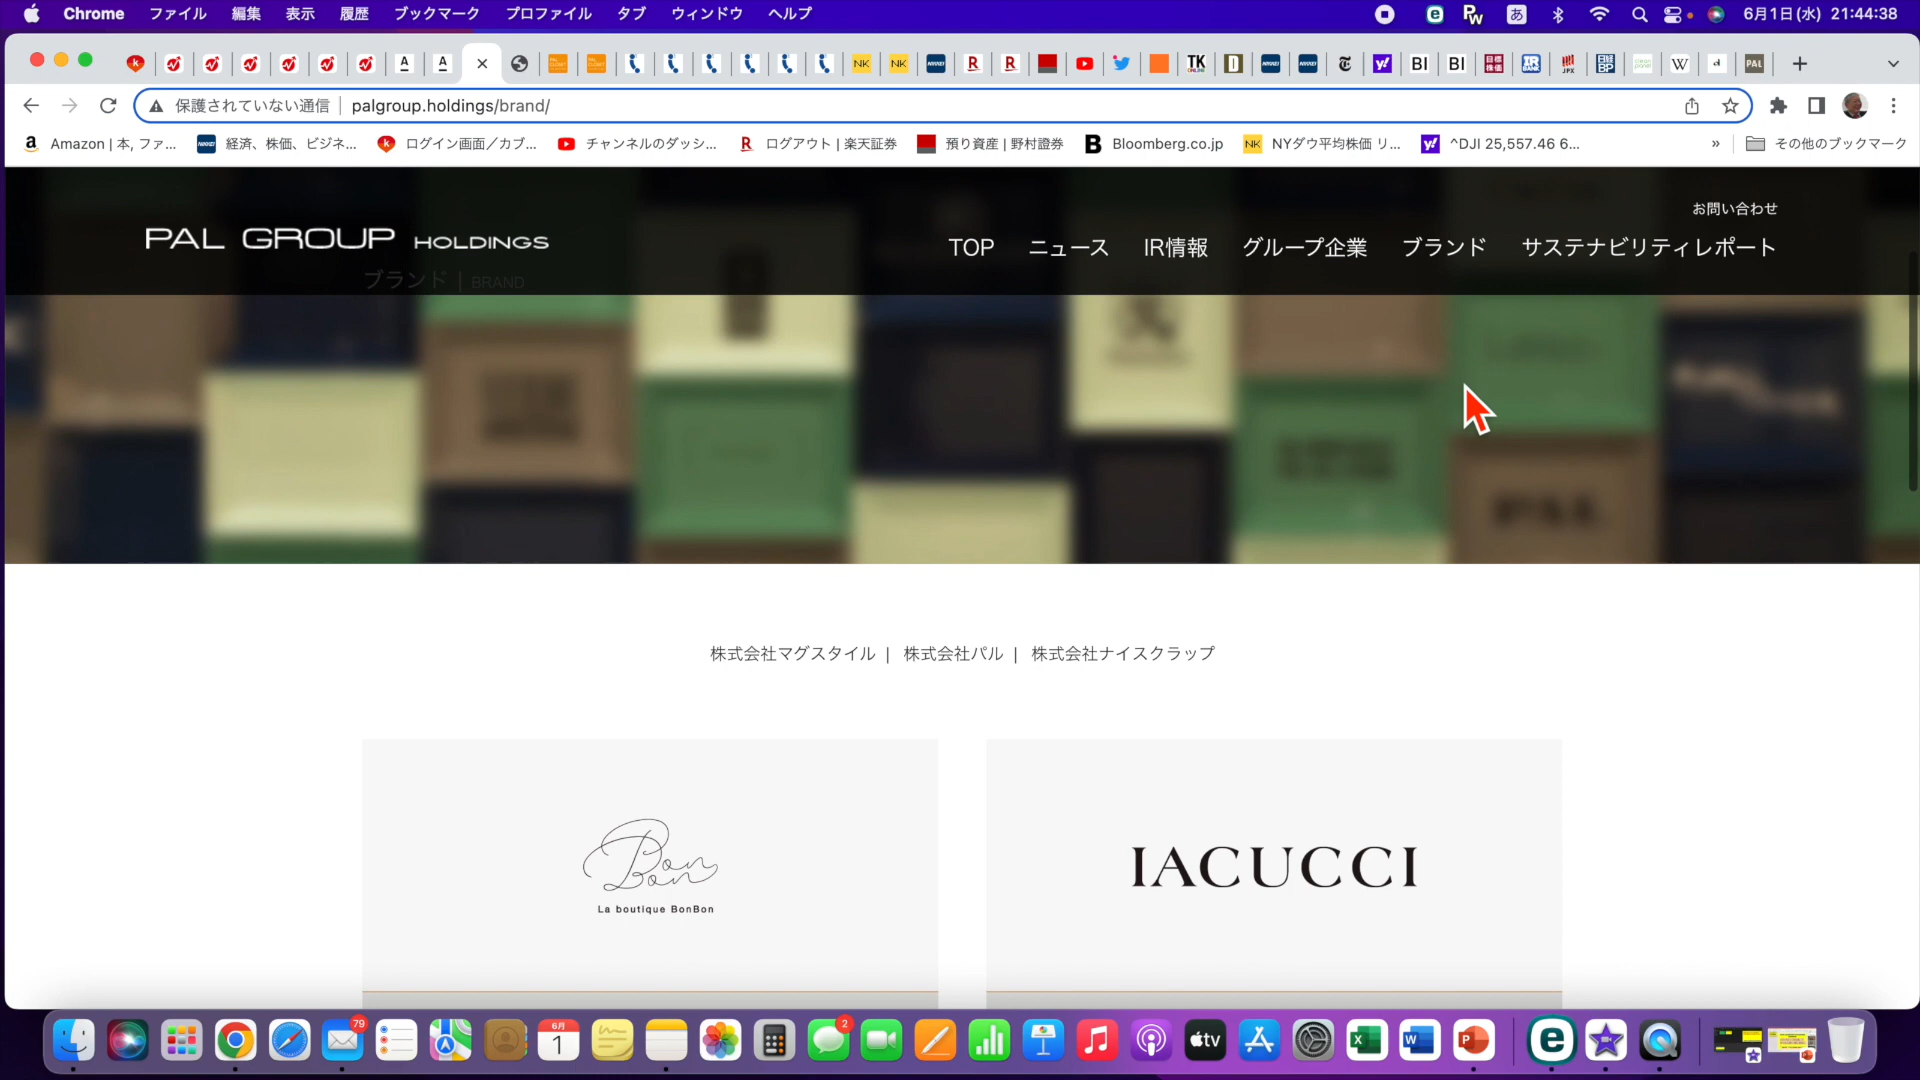 Chrome ファイル 編集 表示 履歴 ブックマーク プロファイル タブ ウィンドウ ヘルプ
あ
6月1日(水) 21:44:38
保護されていない通信 | palgroup.holdings/brand/
Amazon | 本, ファ...
経済、株価、ビジネ...
ログイン画面／カブ...
チャンネルのダッシ...
ログアウト | 楽天証券
預り資産 | 野村證券
Bloomberg.co.jp
NYダウ平均株価 リ...
^DJI 25,557.46 6...
»
その他のブックマーク
お問い合わせ
PAL GROUP HOLDINGS
TOP ニュース IR情報 グループ企業 ブランド サステナビリティレポート
ブランド | BRAND
PAL
株式会社マグスタイル | 株式会社パル | 株式会社ナイスクラップ
Bon Bon
La boutique BonBon
IACUCCI
79
6月
1
2
tv